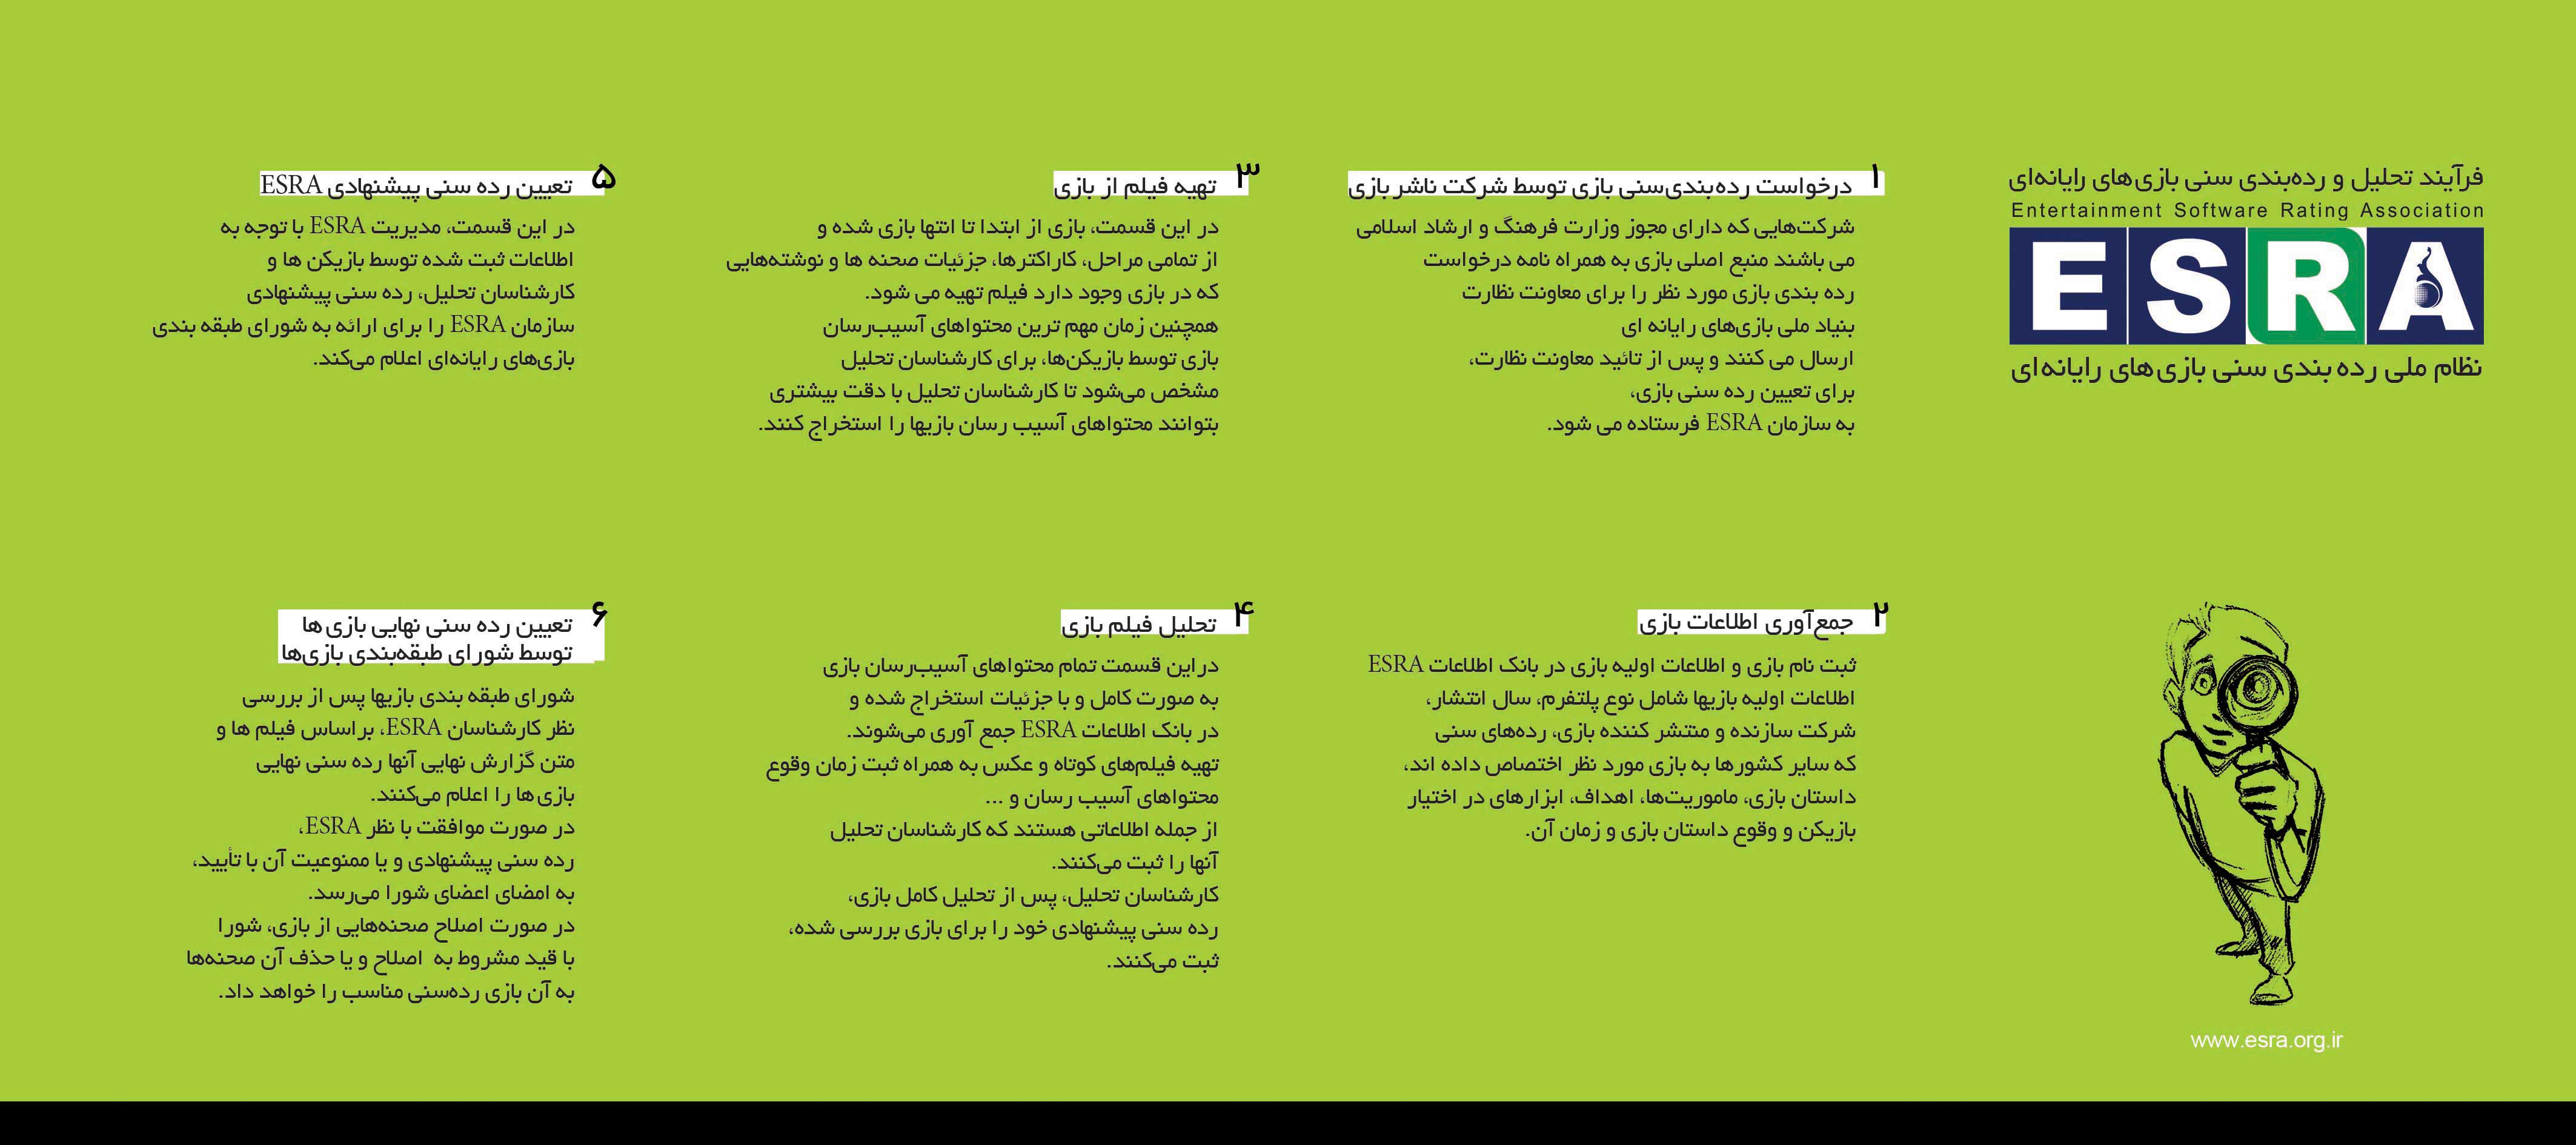 فرآیند تحلیل و رده‌بندی سنی بازی‌های رایانه‌ای
Entertainment Software Rating Association
ESRA
نظام ملی رده بندی سنی بازی‌های رایانه‌ای
۱
درخواست رده‌بندی‌سنی بازی توسط شرکت ناشر بازی
شرکت‌هایی که دارای مجوز وزارت فرهنگ و ارشاد اسلامی
می باشند منبع اصلی بازی به همراه نامه درخواست
رده بندی بازی مورد نظر را برای معاونت نظارت
بنیاد ملی بازی‌های رایانه ای
ارسال می کنند و پس از تائید معاونت نظارت،
برای تعیین رده سنی بازی،
به سازمان ESRA فرستاده می شود.
۲
جمع‌آوری اطلاعات بازی
ثبت نام بازی و اطلاعات اولیه بازی در بانک اطلاعات ESRA
اطلاعات اولیه بازیها شامل نوع پلتفرم، سال انتشار،
شرکت سازنده و منتشر کننده بازی، رده‌های سنی
که سایر کشورها به بازی مورد نظر اختصاص داده اند،
داستان بازی، ماموریت‌ها، اهداف، ابزارهای در اختیار
بازیکن و وقوع داستان بازی و زمان آن.
۳
تهیه فیلم از بازی
در این قسمت، بازی از ابتدا تا انتها بازی شده و
از تمامی مراحل، کاراکترها، جزئیات صحنه ها و نوشته‌هایی
که در بازی وجود دارد فیلم تهیه می شود.
همچنین زمان مهم ترین محتواهای آسیب‌رسان
بازی توسط بازیکن‌ها، برای کارشناسان تحلیل
مشخص می‌شود تا کارشناسان تحلیل با دقت بیشتری
بتوانند محتواهای آسیب رسان بازیها را استخراج کنند.
۴
تحلیل فیلم بازی
دراین قسمت تمام محتواهای آسیب‌رسان بازی
به صورت کامل و با جزئیات استخراج شده و
در بانک اطلاعات ESRA جمع آوری می‌شوند.
تهیه فیلم‌های کوتاه و عکس به همراه ثبت زمان وقوع
محتواهای آسیب رسان و ...
از جمله اطلاعاتی هستند که کارشناسان تحلیل
آنها را ثبت می‌کنند.
کارشناسان تحلیل، پس از تحلیل کامل بازی،
رده سنی پیشنهادی خود را برای بازی بررسی شده،
ثبت می‌کنند.
۵
تعیین رده سنی پیشنهادی ESRA
در این قسمت، مدیریت ESRA با توجه به
اطلاعات ثبت شده توسط بازیکن ها و
کارشناسان تحلیل، رده سنی پیشنهادی
سازمان ESRA را برای ارائه به شورای طبقه بندی
بازی‌های رایانه‌ای اعلام می‌کند.
۶
تعیین رده سنی نهایی بازی ها
توسط شورای طبقه‌بندی بازی‌ها
شورای طبقه بندی بازیها پس از بررسی
نظر کارشناسان ESRA، براساس فیلم ها و
متن گزارش نهایی آنها رده سنی نهایی
بازی ها را اعلام می‌کنند.
در صورت موافقت با نظر ESRA،
رده سنی پیشنهادی و یا ممنوعیت آن با تأیید،
به امضای اعضای شورا می‌رسد.
در صورت اصلاح صحنه‌هایی از بازی، شورا
با قید مشروط به اصلاح و یا حذف آن صحنه‌ها
به آن بازی رده‌سنی مناسب را خواهد داد.
www.esra.org.ir